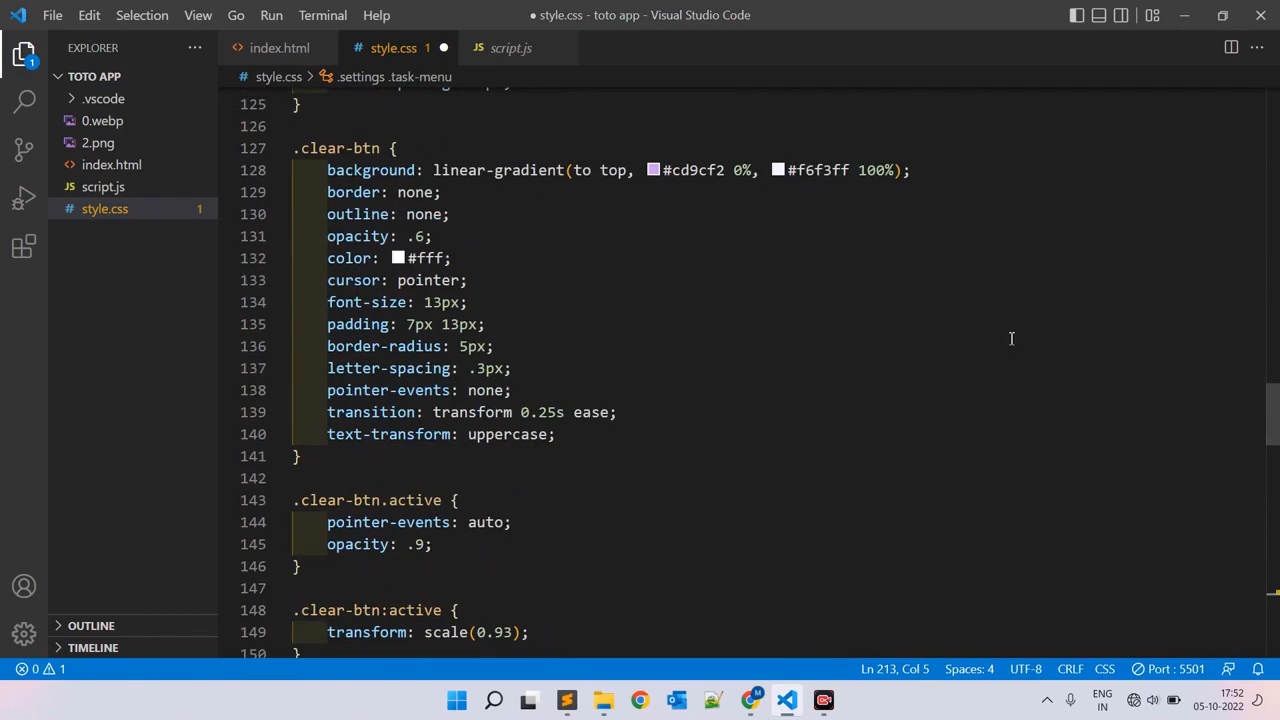 File Edit Selection View Go Run Terminal Help ● style.css - toto app - Visual Studio Code
EXPLORER ··· index.html # style.css 1 ● script.js ···
TOTO APP # style.css > .settings .task-menu
.vscode
0.webp
2.png
index.html
script.js
# style.css 1
125 }
126
127 .clear-btn {
128 background: linear-gradient(to top, #cd9cf2 0%, #f6f3ff 100%);
129 border: none;
130 outline: none;
131 opacity: .6;
132 color: #fff;
133 cursor: pointer;
134 font-size: 13px;
135 padding: 7px 13px;
136 border-radius: 5px;
137 letter-spacing: .3px;
138 pointer-events: none;
139 transition: transform 0.25s ease;
140 text-transform: uppercase;
141 }
142
143 .clear-btn.active {
144 pointer-events: auto;
145 opacity: .9;
146 }
147
148 .clear-btn:active {
149 transform: scale(0.93);
150 }
OUTLINE
TIMELINE
1
0 1 Ln 213, Col 5 Spaces: 4 UTF-8 CRLF CSS Port : 5501
M
ENG
IN
17:52
05-10-2022